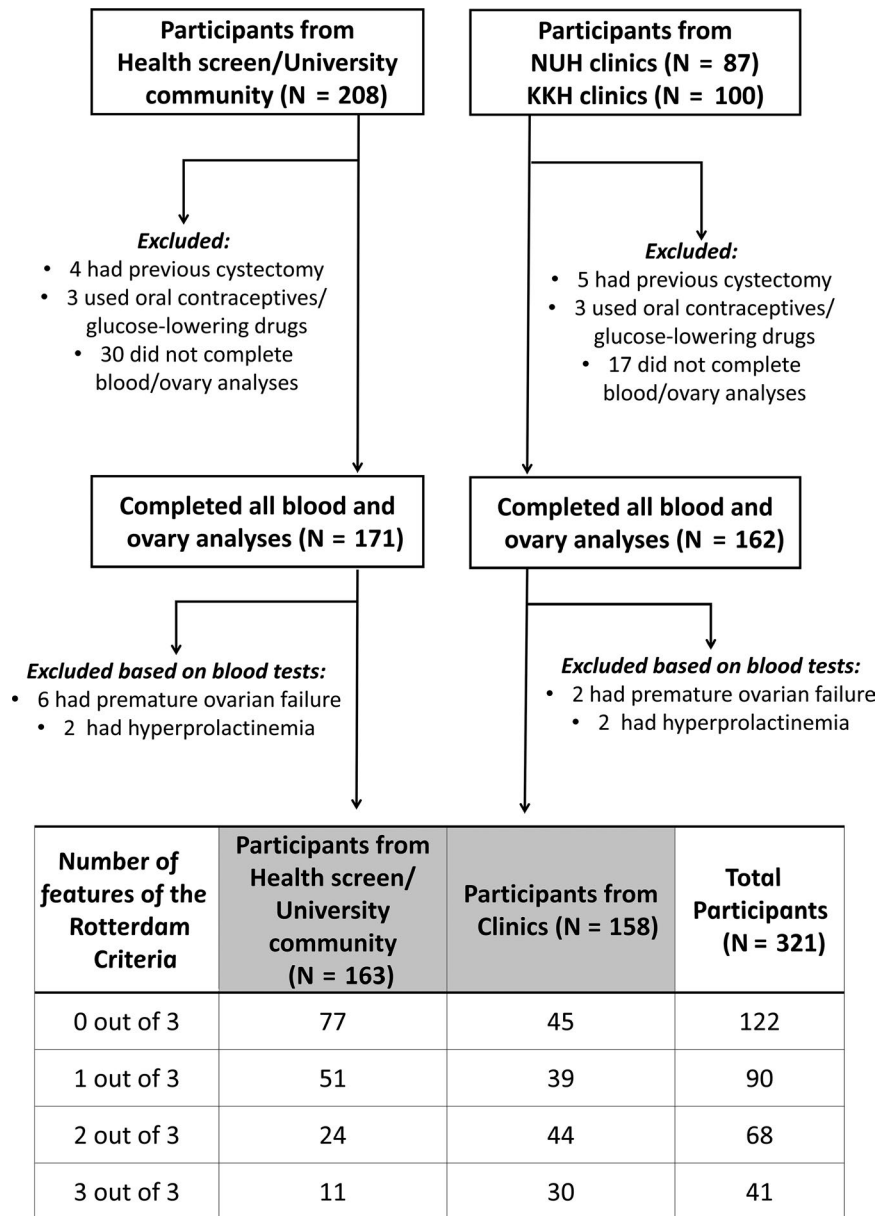 Participants from
Health screen/University
community (N = 208)
Participants from
NUH clinics (N = 87)
KKH clinics (N = 100)
Excluded:
• 4 had previous cystectomy
• 3 used oral contraceptives/
glucose-lowering drugs
• 30 did not complete
blood/ovary analyses
Excluded:
• 5 had previous cystectomy
• 3 used oral contraceptives/
glucose-lowering drugs
• 17 did not complete
blood/ovary analyses
Completed all blood and
ovary analyses (N = 171)
Completed all blood and
ovary analyses (N = 162)
Excluded based on blood tests:
• 6 had premature ovarian failure
• 2 had hyperprolactinemia
Excluded based on blood tests:
• 2 had premature ovarian failure
• 2 had hyperprolactinemia
Number of
features of the
Rotterdam
Criteria
Participants from
Health screen/
University
community
(N = 163)
Participants from
Clinics (N = 158)
Total
Participants
(N = 321)
0 out of 3 77 45 122
1 out of 3 51 39 90
2 out of 3 24 44 68
3 out of 3 11 30 41